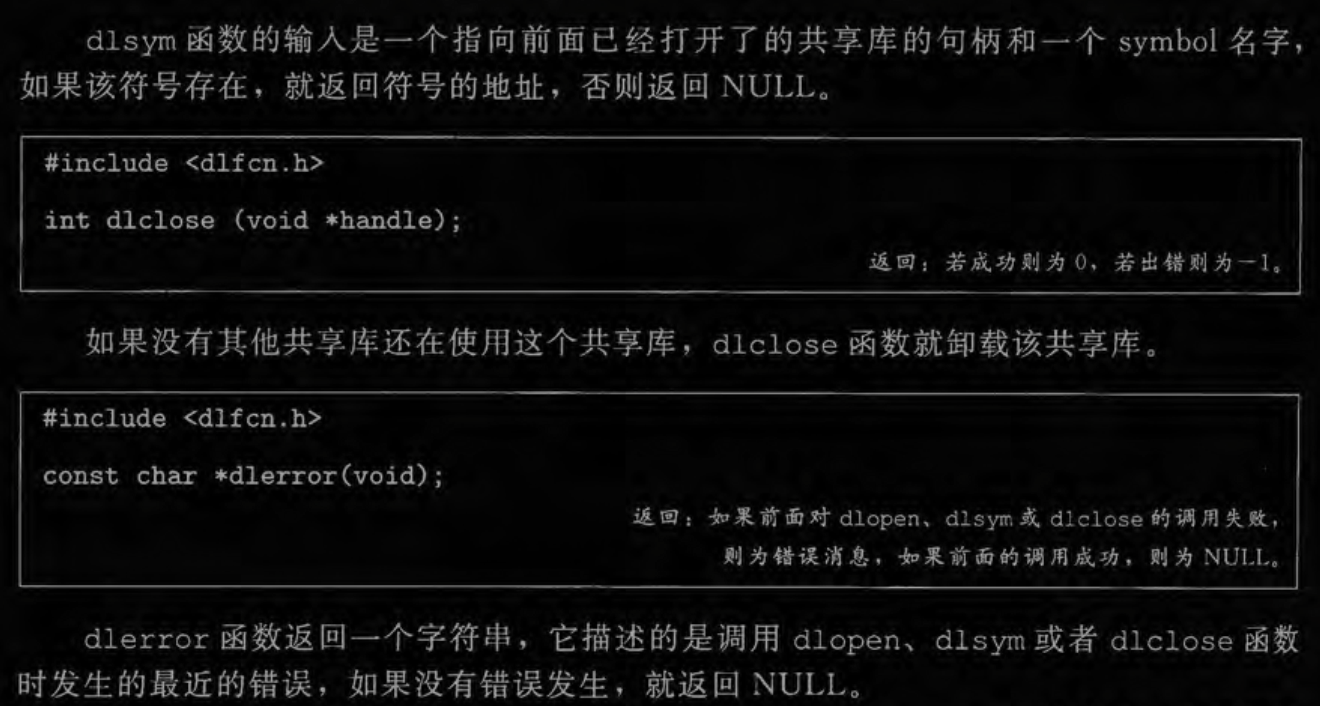 dlsym 函数的输入是一个指向前面已经打开了的共享库的句柄和一个 symbol 名字，
如果该符号存在，就返回符号的地址，否则返回 NULL。
#include <dlfcn.h>
int dlclose (void *handle);
返回：若成功则为 0，若出错则为－1。
如果没有其他共享库还在使用这个共享库，dlclose 函数就卸载该共享库。
#include <dlfcn.h>
const char *dlerror(void);
返回：如果前面对 dlopen、dlsym 或 dlclose 的调用失败，
则为错误消息，如果前面的调用成功，则为 NULL。
dlerror 函数返回一个字符串，它描述的是调用 dlopen、dlsym 或者 dlclose 函数
时发生的最近的错误，如果没有错误发生，就返回 NULL。